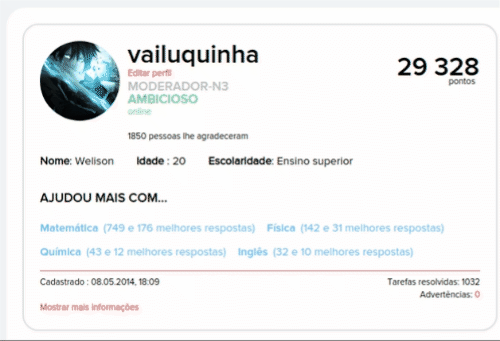 vailuquinha
Editar perfil
MODERADOR-N3
AMBICIOSO
online
29 328
pontos
1850 pessoas lhe agradeceram
Nome: Welison Idade : 20 Escolaridade: Ensino superior
AJUDOU MAIS COM...
Matemática (749 e 176 melhores respostas) Física (142 e 31 melhores respostas)
Química (43 e 12 melhores respostas) Inglês (32 e 10 melhores respostas)
Cadastrado : 08.05.2014, 18:09
Tarefas resolvidas: 1032
Advertências: 0
Mostrar mais informações